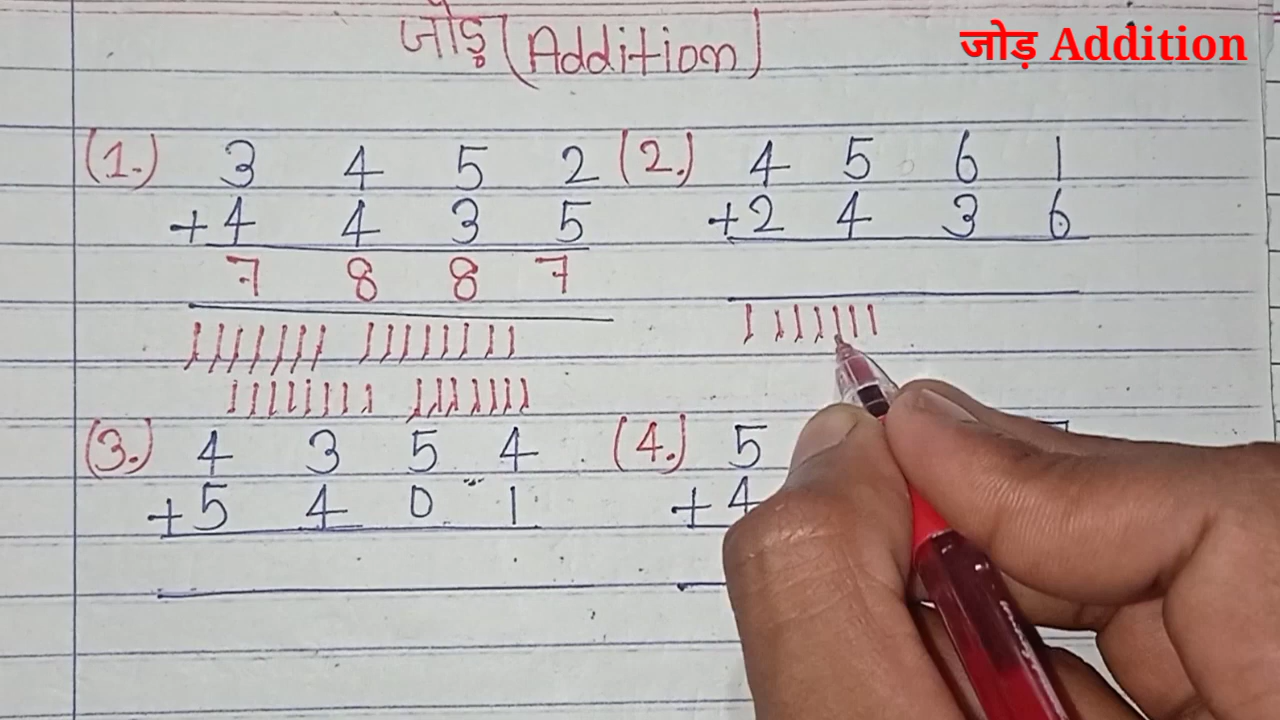 जोड़ (Addition)
जोड़ Addition
(1.) 3 4 5 2
+ 4 4 3 5
7 8 8 7
(2.) 4 5 6 1
+ 2 4 3 6
(3.) 4 3 5 4
+ 5 4 0 1
(4.) 5
+ 4